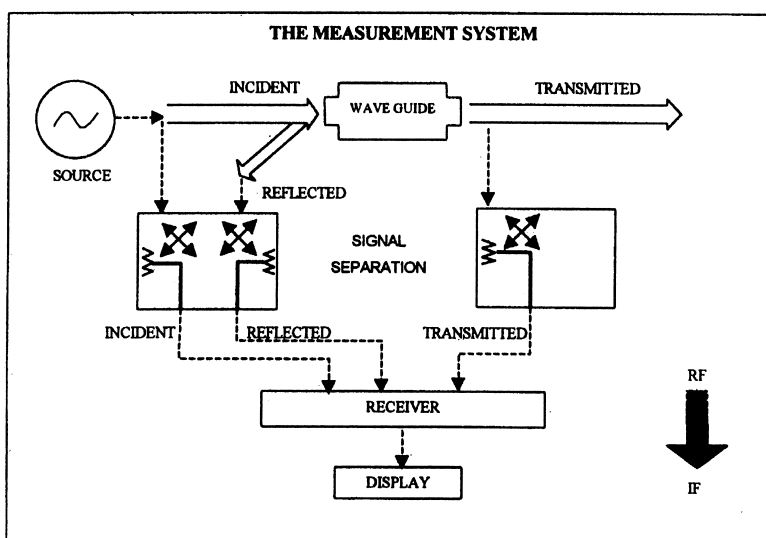 THE MEASUREMENT SYSTEM
INCIDENT
WAVE GUIDE
TRANSMITTED
SOURCE
REFLECTED
SIGNAL
SEPARATION
INCIDENT
REFLECTED
TRANSMITTED
RECEIVER
RF
DISPLAY
IF